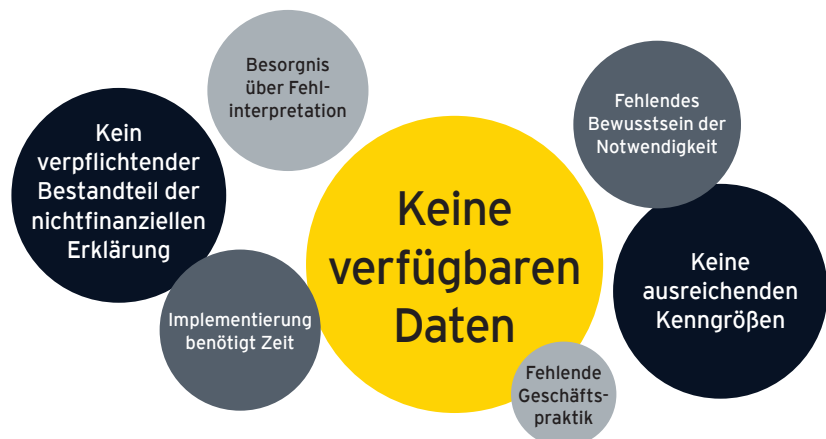 Besorgnis
über Fehl-
interpretation
Kein
verpflichtender
Bestandteil der
nichtfinanziellen
Erklärung
Implementierung
benötigt Zeit
Keine
verfügbaren
Daten
Fehlendes
Bewusstsein der
Notwendigkeit
Keine
ausreichenden
Kenngrößen
Fehlende
Geschäfts-
praktik